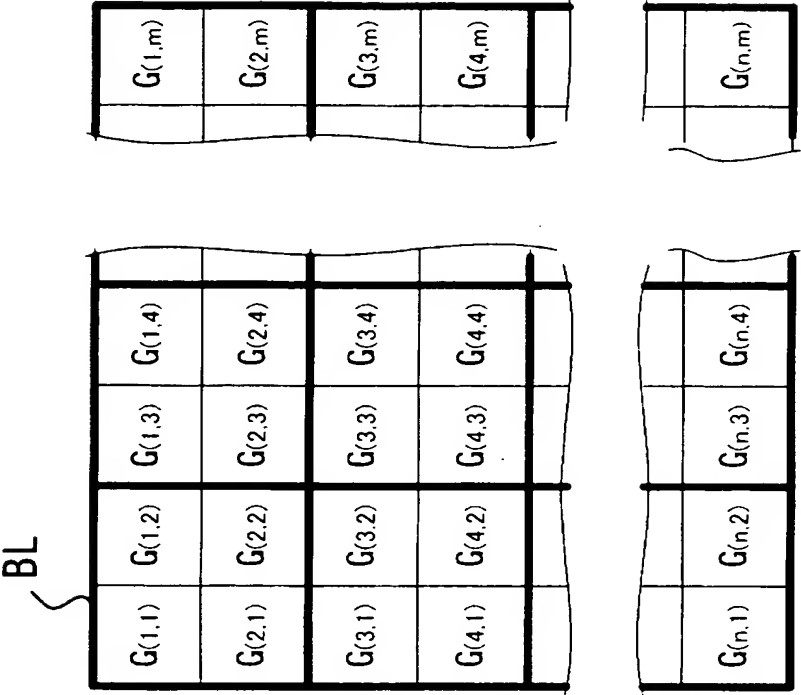 BL
G(1,1) G(1,2) G(1,3) G(1,4) G(1,m)
G(2,1) G(2,2) G(2,3) G(2,4) G(2,m)
G(3,1) G(3,2) G(3,3) G(3,4) G(3,m)
G(4,1) G(4,2) G(4,3) G(4,4) G(4,m)
G(n,1) G(n,2) G(n,3) G(n,4) G(n,m)